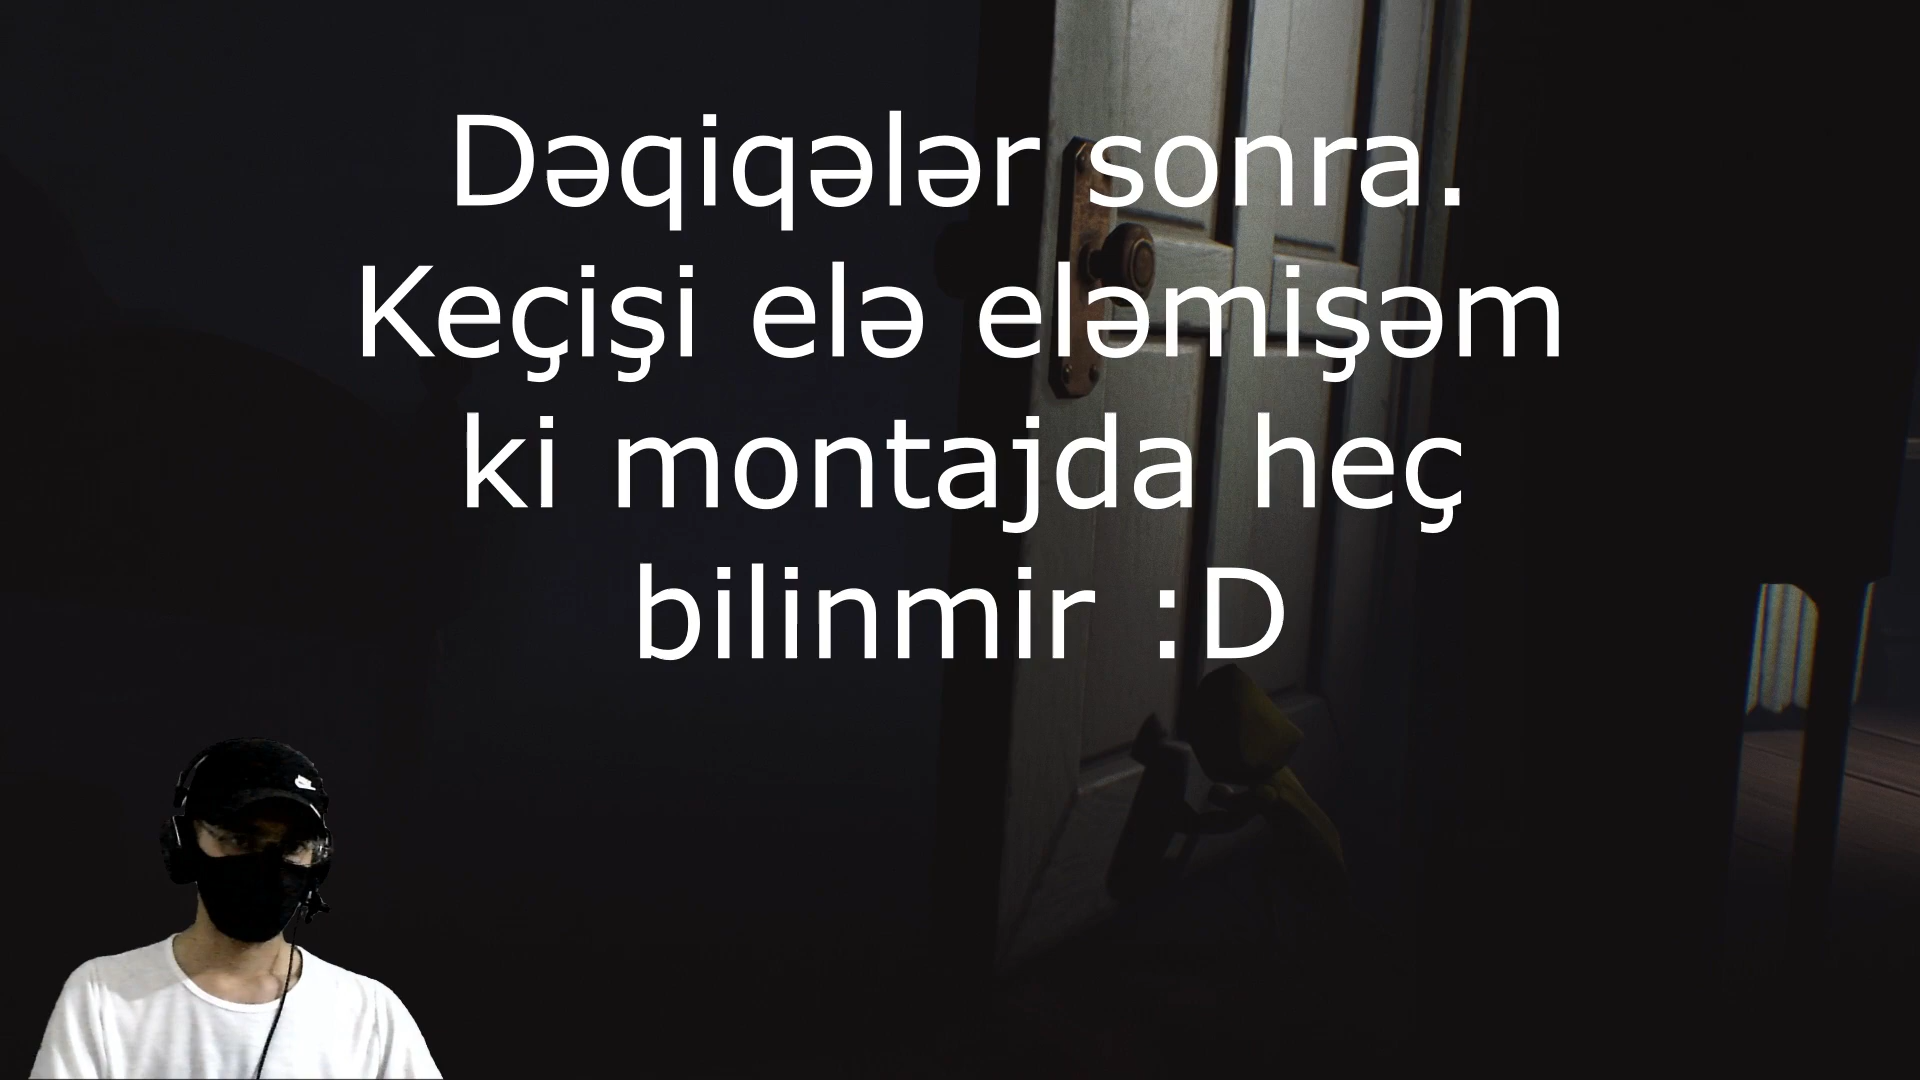 Dəqiqələr sonra.
Keçişi elə eləmişəm
ki montajda heç
bilinmir :D